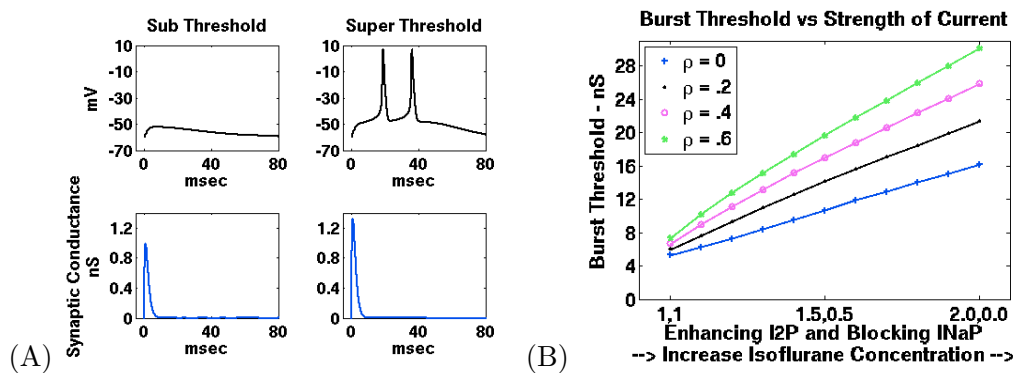 Sub Threshold
Super Threshold
10
-10
-30
-50
-70
mV
0
40
80
msec
10
-10
-30
-50
-70
0
40
80
msec
Synaptic Conductance
nS
1.2
0.8
0.4
0
0
40
80
msec
1.2
0.8
0.4
0
0
40
80
msec
(A)
Burst Threshold vs Strength of Current
ρ = 0
ρ = .2
ρ = .4
ρ = .6
Burst Threshold - nS
28
24
20
16
12
8
4
0
1,1
1.5,0.5
2.0,0.0
Enhancing I2P and Blocking INaP
--> Increase Isoflurane Concentration -->
(B)